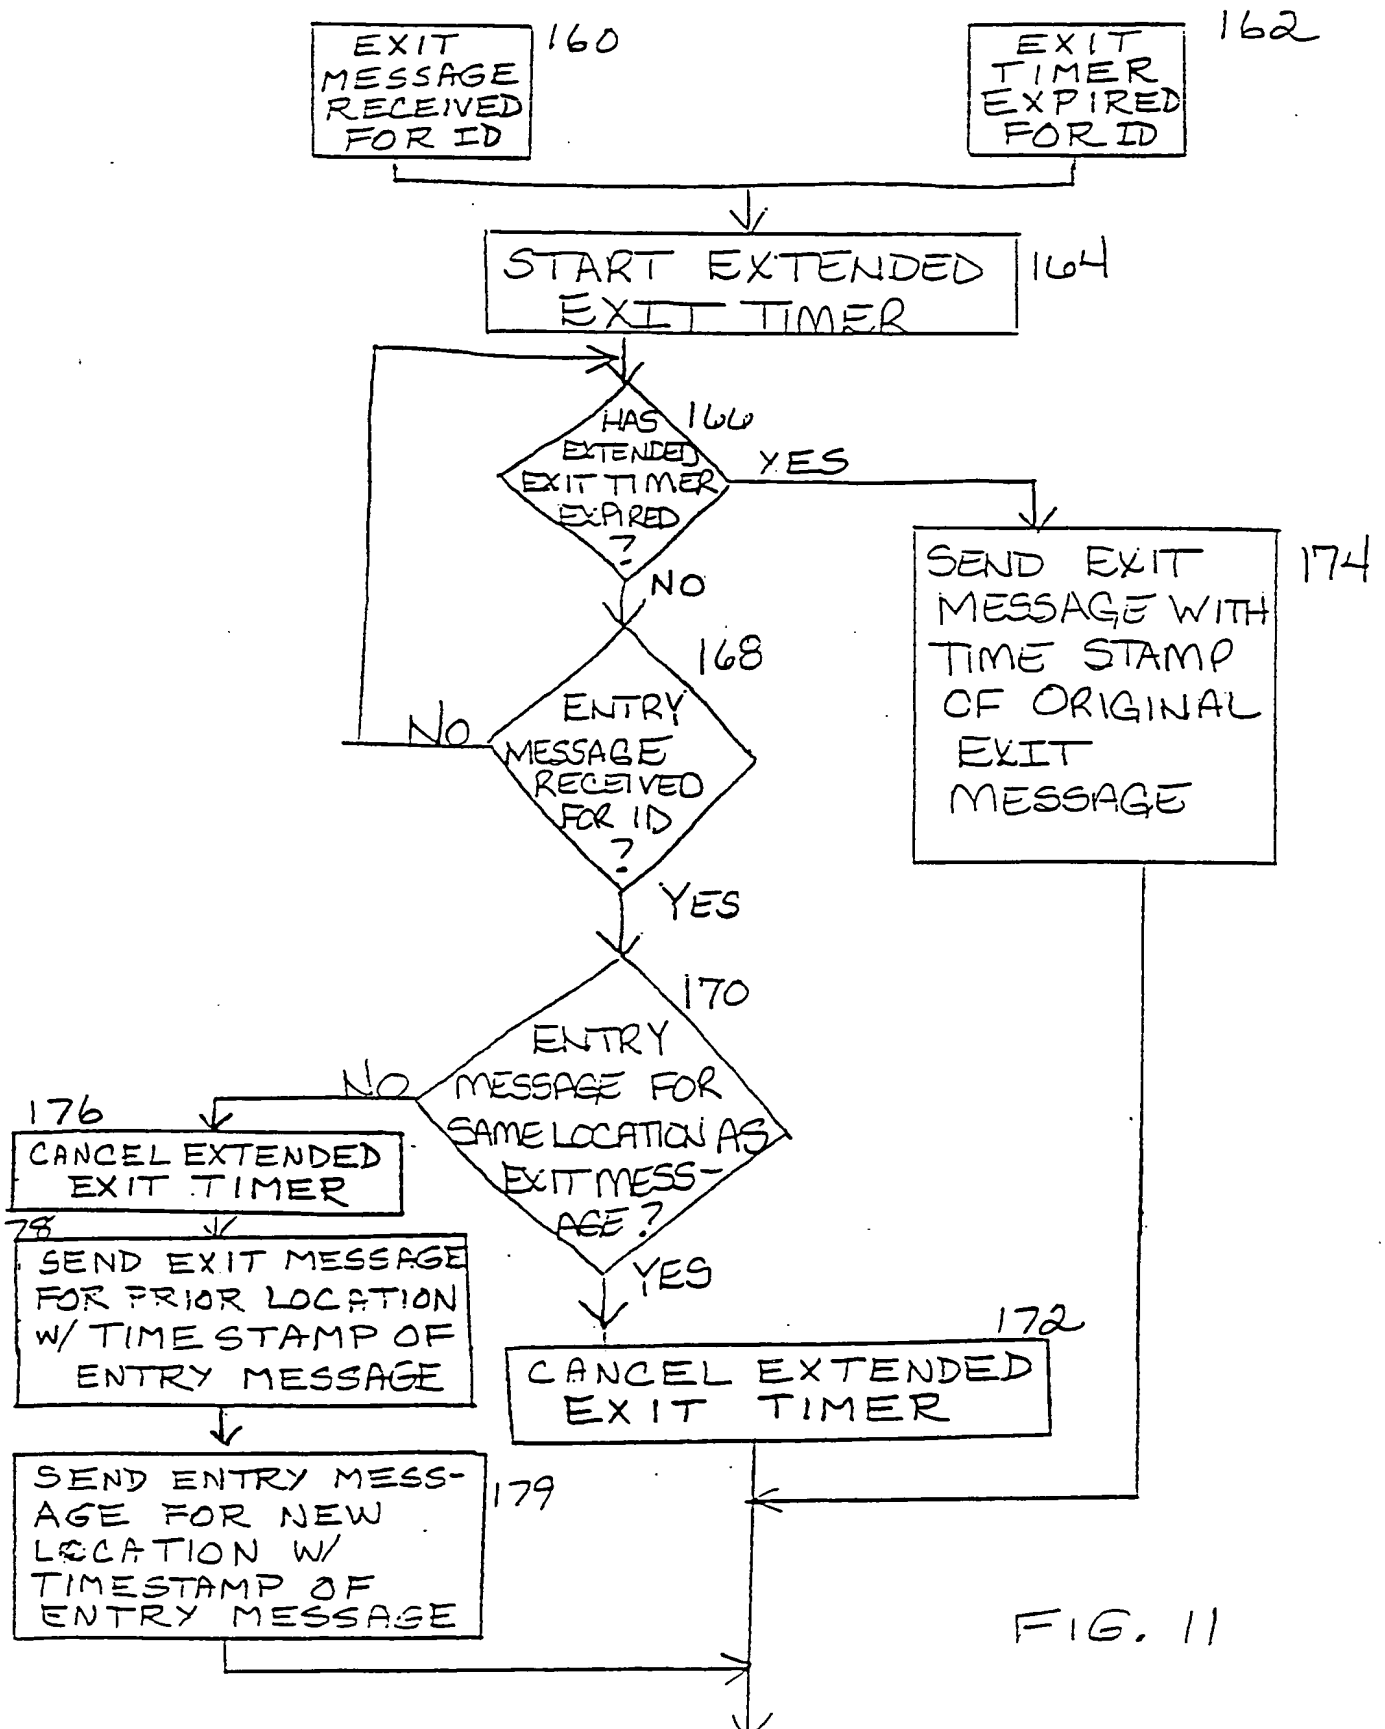 EXIT
MESSAGE
RECEIVED
FOR ID
160
EXIT
TIMER
EXPIRED
FOR ID
162
START EXTENDED
EXIT TIMER
164
HAS
EXTENDED
EXIT TIMER
EXPIRED
?
166
YES
NO
SEND EXIT
MESSAGE WITH
TIME STAMP
OF ORIGINAL
EXIT
MESSAGE
174
168
ENTRY
MESSAGE
RECEIVED
FOR ID
?
NO
YES
170
ENTRY
MESSAGE FOR
SAME LOCATION AS
EXIT MESS-
AGE?
NO
YES
176
CANCEL EXTENDED
EXIT TIMER
78
SEND EXIT MESSAGE
FOR PRIOR LOCATION
W/ TIME STAMP OF
ENTRY MESSAGE
172
CANCEL EXTENDED
EXIT TIMER
SEND ENTRY MESS-
AGE FOR NEW
LOCATION W/
TIMESTAMP OF
ENTRY MESSAGE
179
FIG. 11